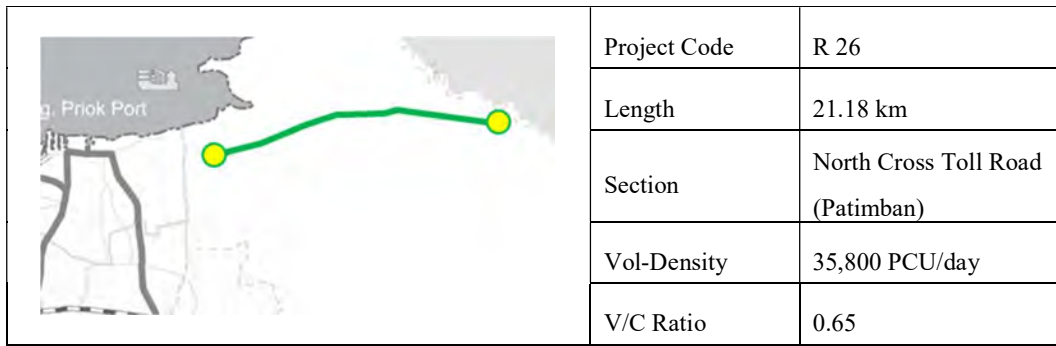 g. Priok Port
Project Code
R 26
Length
21.18 km
Section
North Cross Toll Road
(Patimban)
Vol-Density
35,800 PCU/day
V/C Ratio
0.65